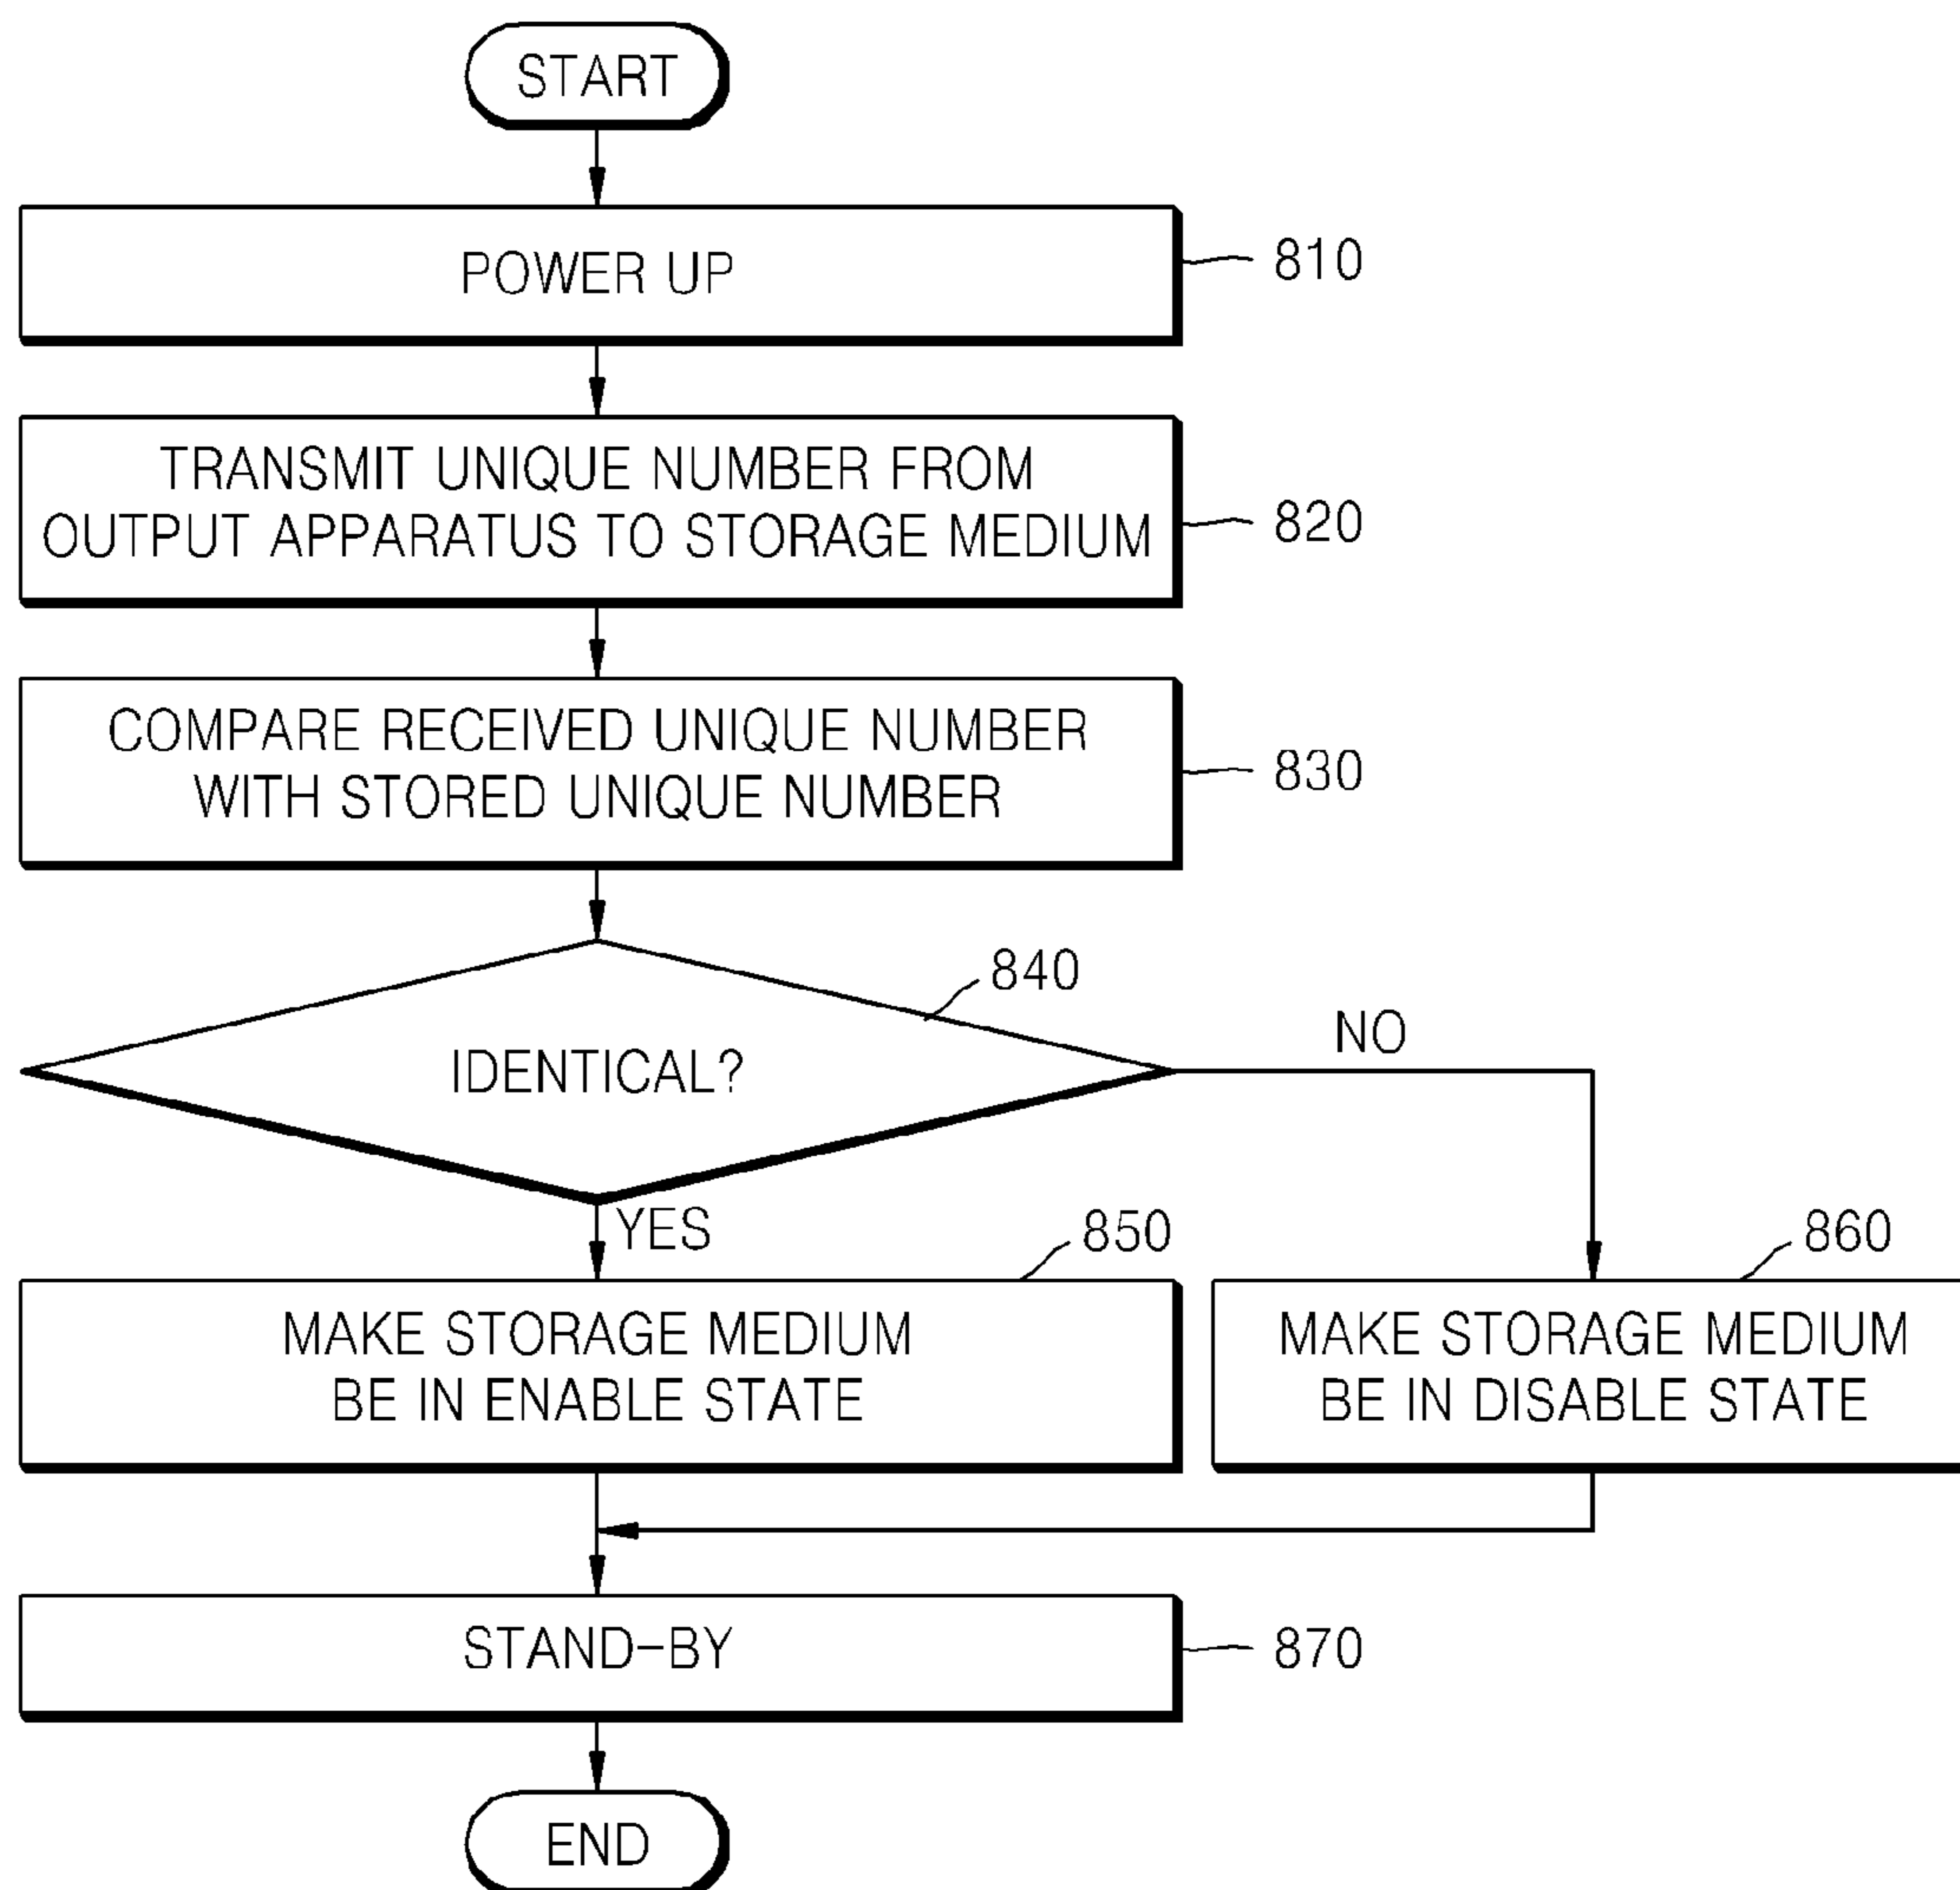 START
POWER UP
810
TRANSMIT UNIQUE NUMBER FROM
OUTPUT APPARATUS TO STORAGE MEDIUM
820
COMPARE RECEIVED UNIQUE NUMBER
WITH STORED UNIQUE NUMBER
830
840
IDENTICAL?
NO
YES
850
MAKE STORAGE MEDIUM
BE IN ENABLE STATE
860
MAKE STORAGE MEDIUM
BE IN DISABLE STATE
STAND-BY
870
END